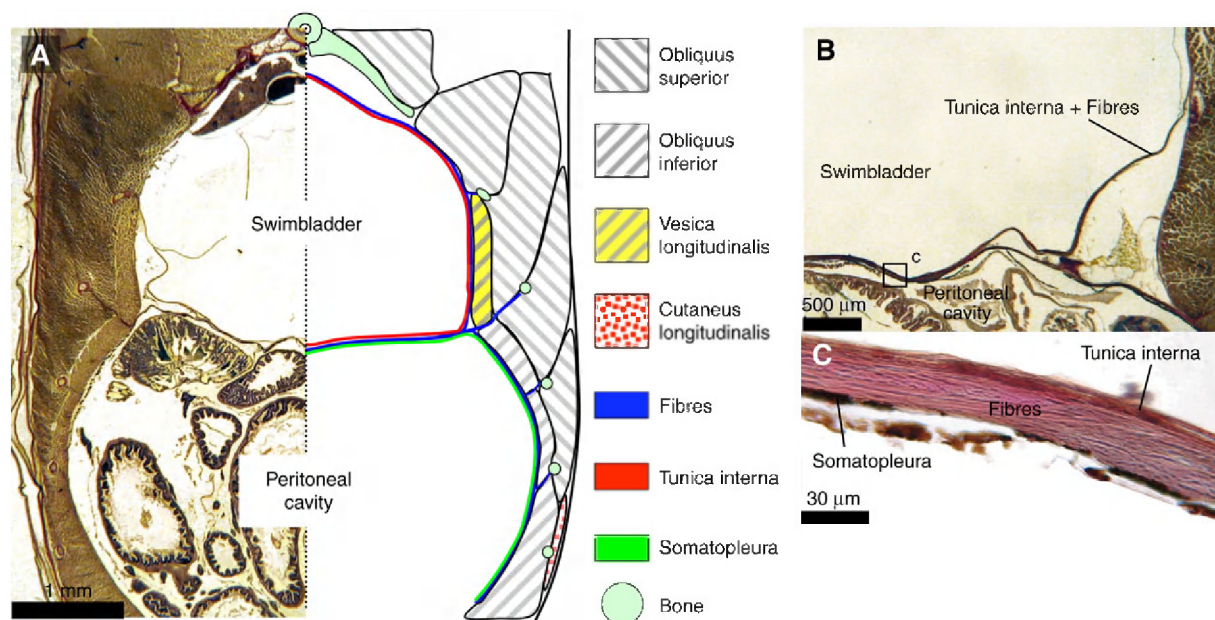 A
Swimbladder
Peritoneal
cavity
1 mm
Obliquus
superior
Obliquus
inferior
Vesica
longitudinalis
Cutaneus
longitudinalis
Fibres
Tunica interna
Somatopleura
Bone
B
Tunica interna + Fibres
Swimbladder
c
Peritoneal
cavity
500 μm
C
Tunica interna
Fibres
Somatopleura
30 μm